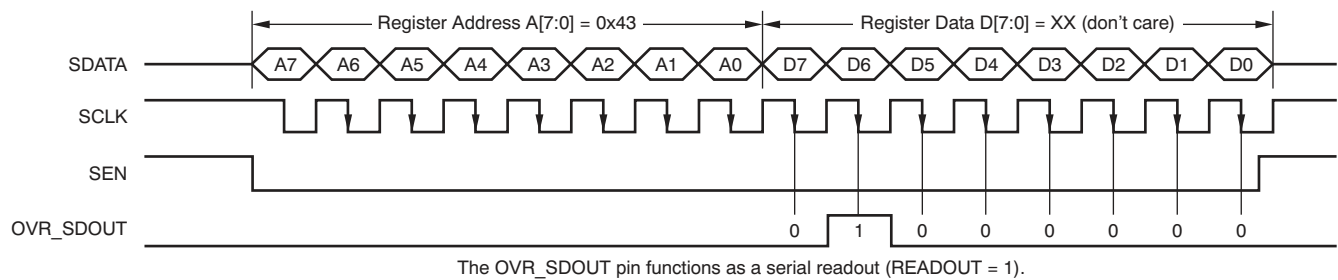 Register Address A[7:0] = 0x43 Register Data D[7:0] = XX (don't care)
SDATA A7 A6 A5 A4 A3 A2 A1 A0 D7 D6 D5 D4 D3 D2 D1 D0
SCLK
SEN
OVR_SDOUT 0 1 0 0 0 0 0 0
The OVR_SDOUT pin functions as a serial readout (READOUT = 1).